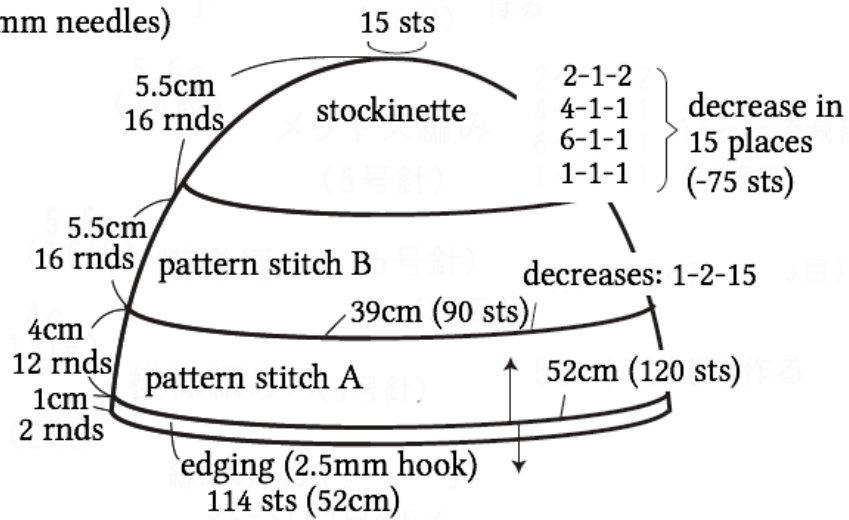 mm needles)
15 sts
5.5cm
16 rnds
stockinette
2-1-2
4-1-1
6-1-1
1-1-1
decrease in
15 places
(-75 sts)
5.5cm
16 rnds
pattern stitch B
decreases: 1-2-15
39cm (90 sts)
4cm
12 rnds
pattern stitch A
52cm (120 sts)
1cm
2 rnds
edging (2.5mm hook)
114 sts (52cm)